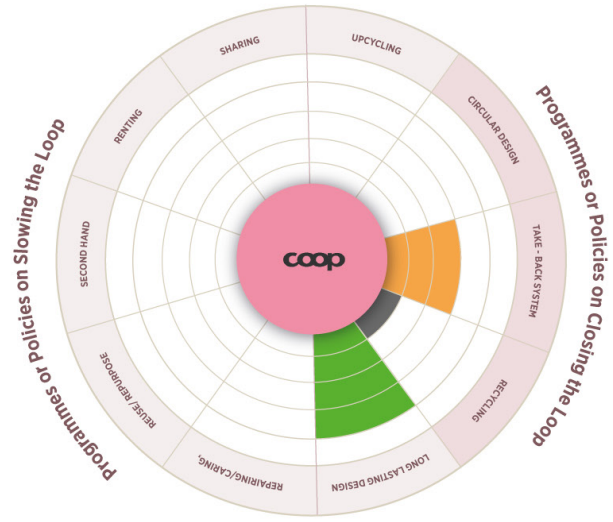 Programmes or Policies on Slowing the Loop
Programmes or Policies on Closing the Loop
SHARING
UPCYCLING
CIRCULAR DESIGN
TAKE - BACK SYSTEM
RECYCLING
LONG LASTING DESIGN
REPAIRING/CARING,
REUSE/ REPURPOSE
SECOND HAND
RENTING
coop